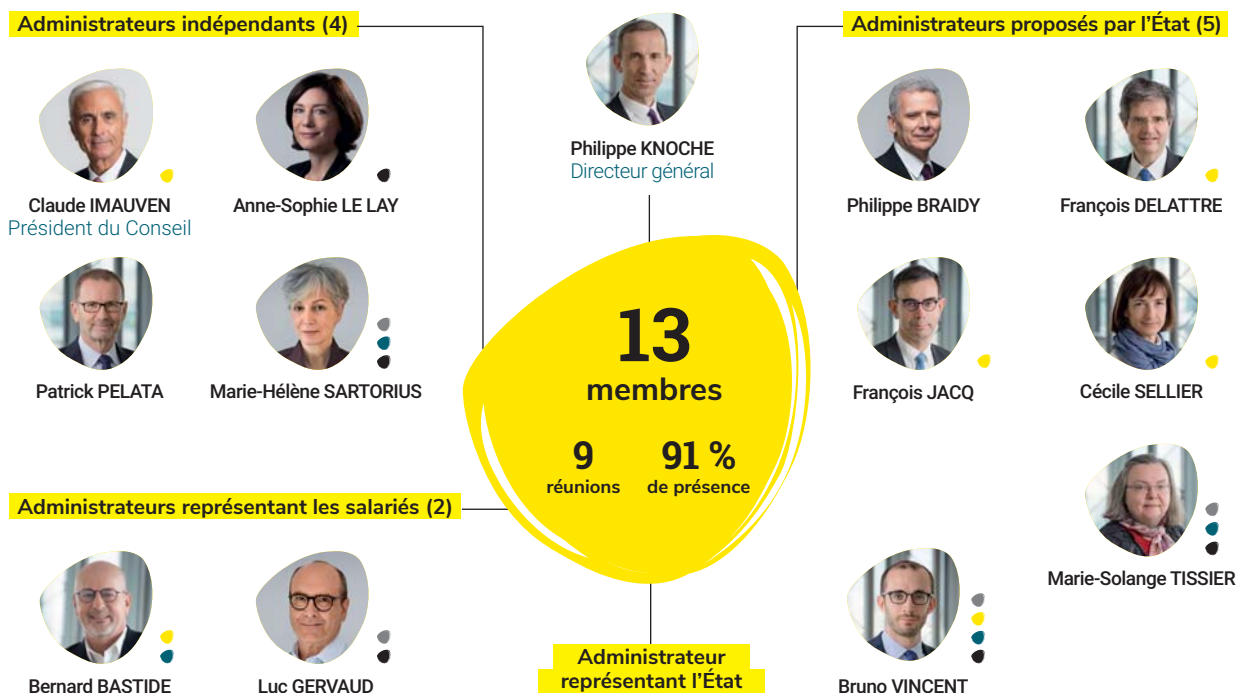 Administrateurs indépendants (4)
Claude IMAUVEN
Président du Conseil
Anne-Sophie LE LAY
Patrick PELATA
Marie-Hélène SARTORIUS
Philippe KNOCHE
Directeur général
Administrateurs proposés par l’État (5)
Philippe BRAIDY
François DELATTRE
François JACQ
Cécile SELLIER
Marie-Solange TISSIER
13
membres
9
réunions
91 %
de présence
Administrateurs représentant les salariés (2)
Bernard BASTIDE
Luc GERVAUD
Administrateur
représentant l’État
Bruno VINCENT